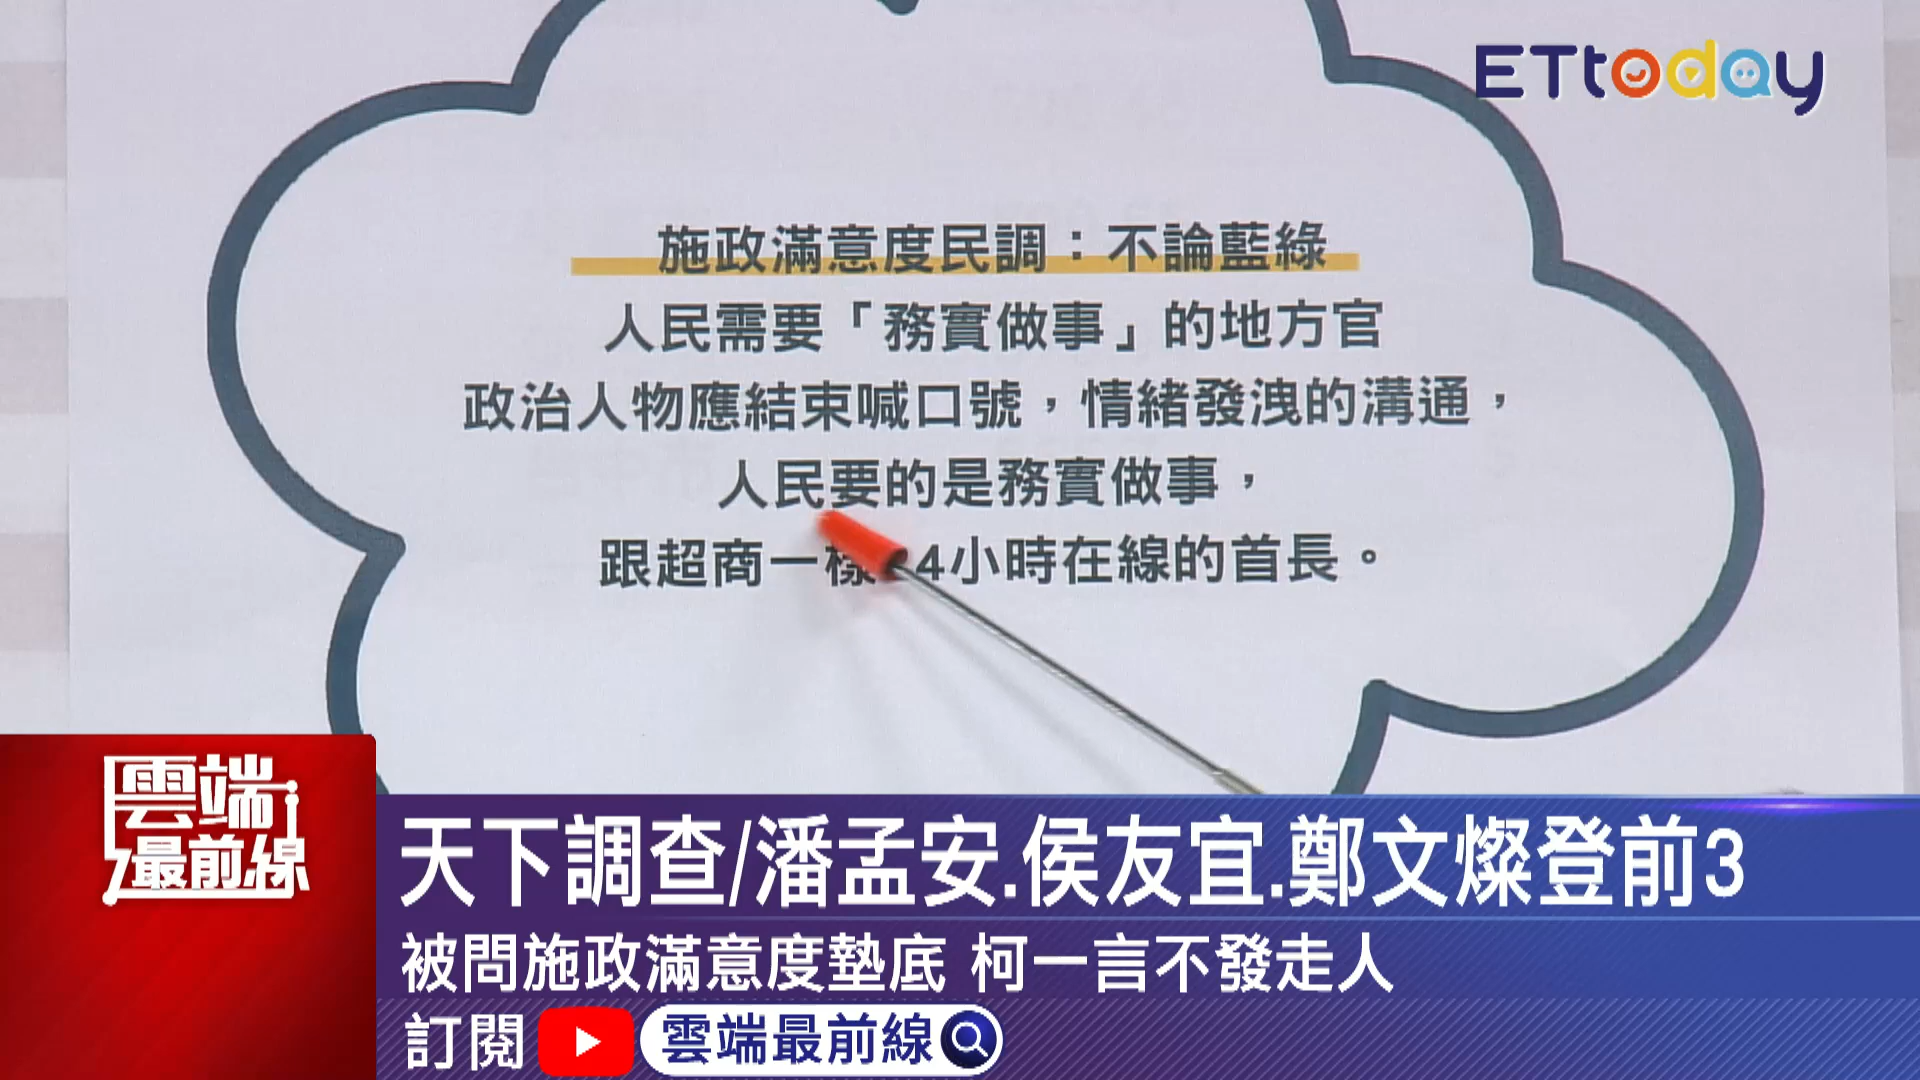 ETtoday
施政滿意度民調：不論藍綠
人民需要「務實做事」的地方官
政治人物應結束喊口號，情緒發洩的溝通，
人民要的是務實做事，
跟超商一樣 4小時在線的首長。
雲端
最前線
天下調查/潘孟安.侯友宜.鄭文燦登前3
被問施政滿意度墊底 柯一言不發走人
訂閱 雲端最前線